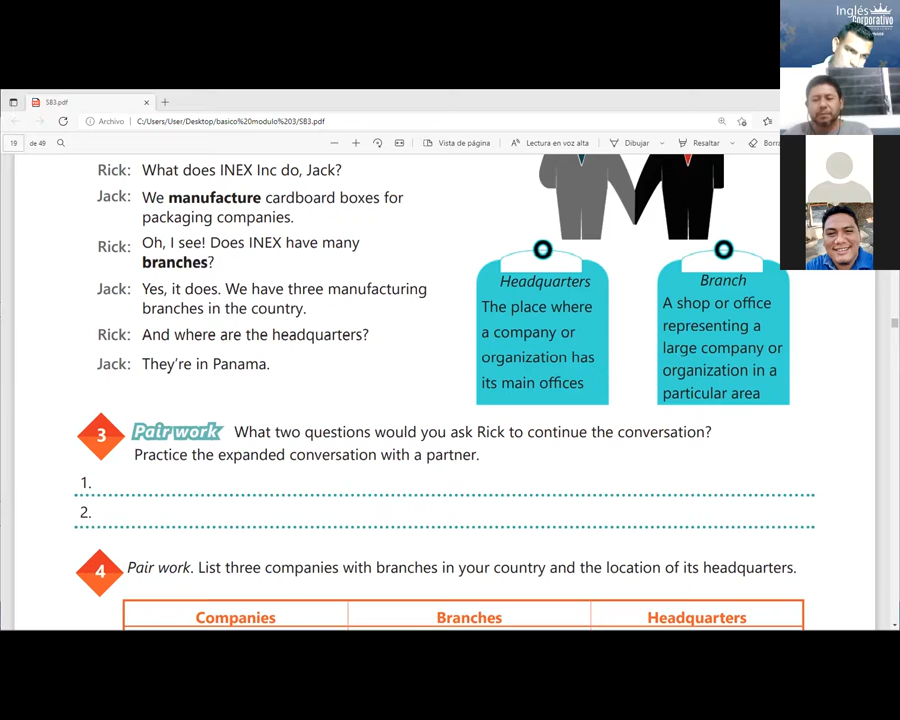 Inglés
Corporativo
SB3.pdf
Archivo
C:/Users/User/Desktop/basico%20modulo%203/SB3.pdf
19
de 49
Vista de página
Lectura en voz alta
Dibujar
Resaltar
Borra
Rick: What does INEX Inc do, Jack?
Jack: We manufacture cardboard boxes for
packaging companies.
Rick: Oh, I see! Does INEX have many
branches?
Jack: Yes, it does. We have three manufacturing
branches in the country.
Rick: And where are the headquarters?
Jack: They're in Panama.
Headquarters
The place where
a company or
organization has
its main offices
Branch
A shop or office
representing a
large company or
organization in a
particular area
3
Pair work What two questions would you ask Rick to continue the conversation?
Practice the expanded conversation with a partner.
1.
2.
4
Pair work. List three companies with branches in your country and the location of its headquarters.
Companies
Branches
Headquarters